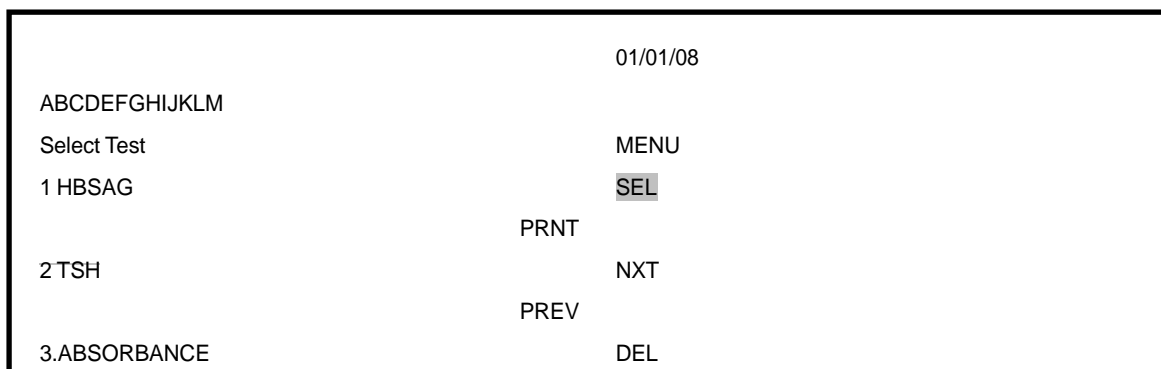 01/01/08
ABCDEFGHIJKLM
Select Test MENU
1 HBSAG SEL
PRNT
2 TSH NXT
PREV
3.ABSORBANCE DEL